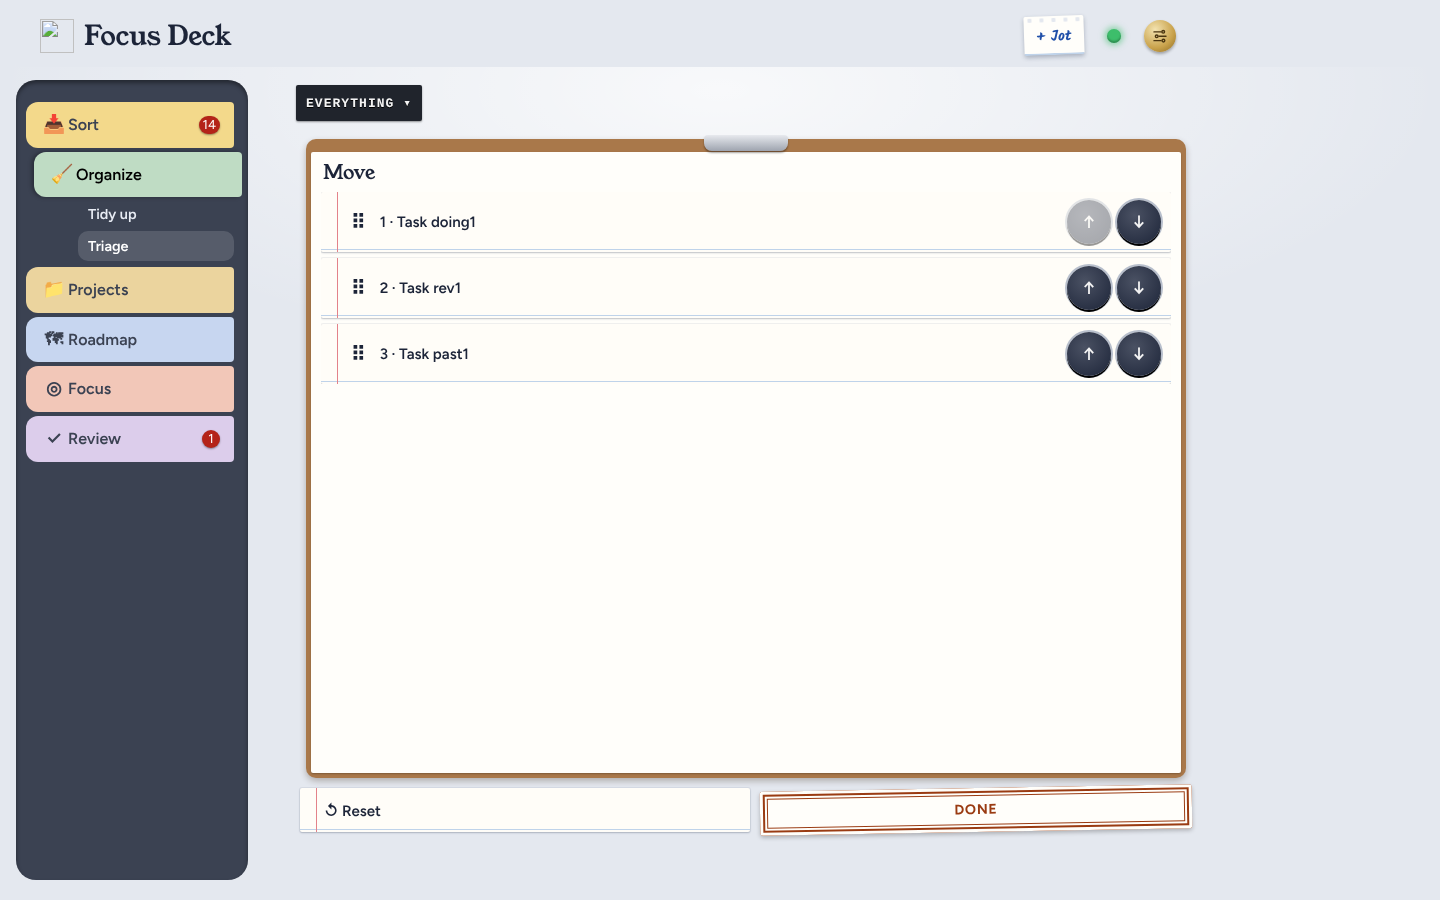 Focus Deck
+ Jot
Sort 14
Organize
Tidy up
Triage
Projects
Roadmap
Focus
Review 1
EVERYTHING ▾
Move
1 · Task doing1
2 · Task rev1
3 · Task past1
Reset
DONE